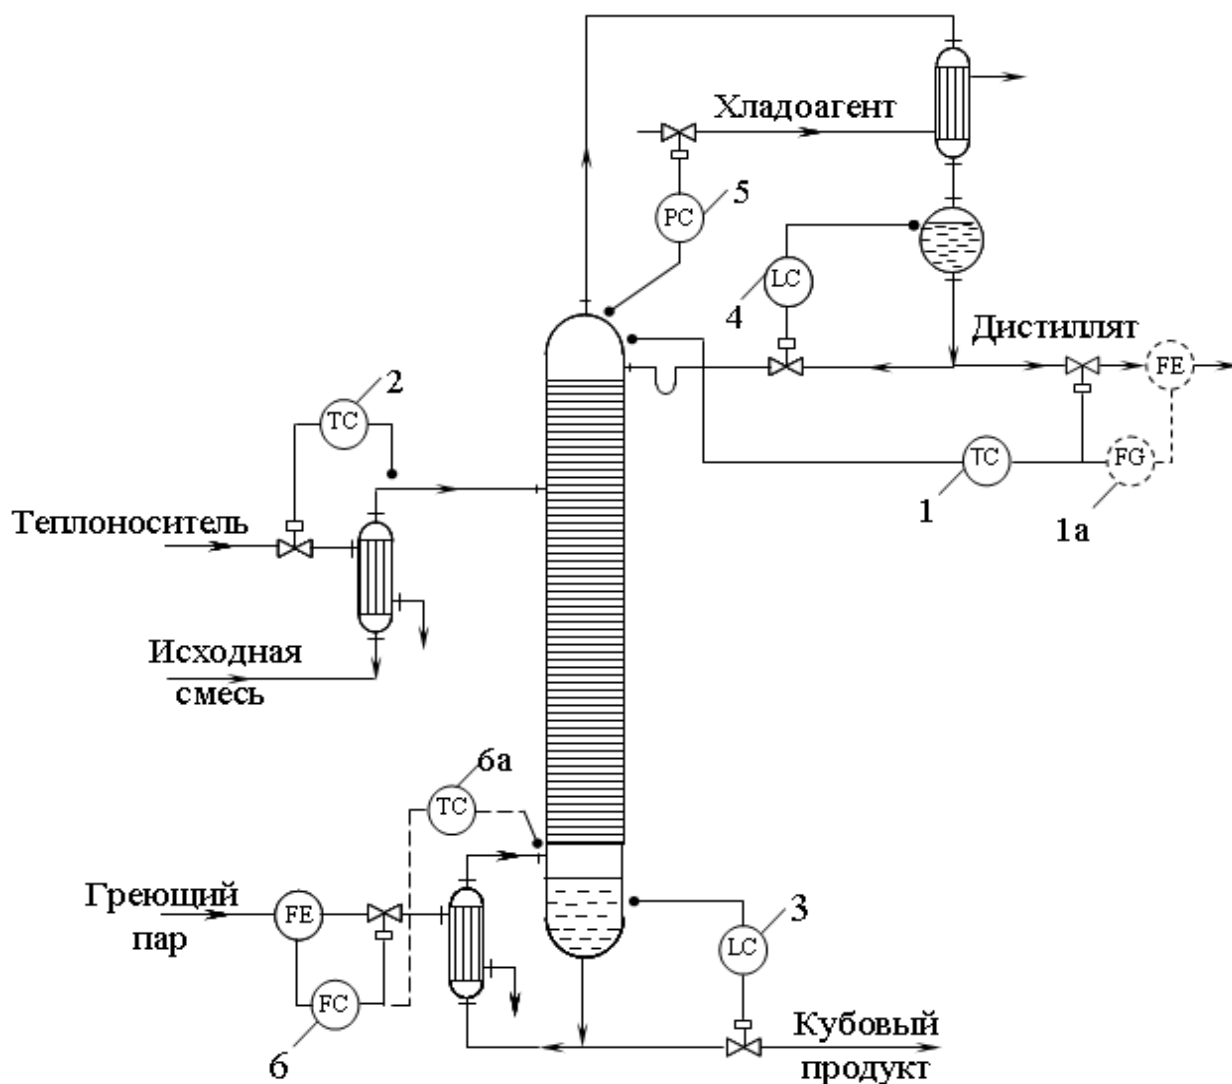 Хладоагент
5
PC
LC
4
Дистиллят
FE
2
TC
TC
FG
1
1а
Теплоноситель
Исходная
смесь
6а
TC
Греющий
пар
FE
3
LC
FC
6
Кубовый
продукт